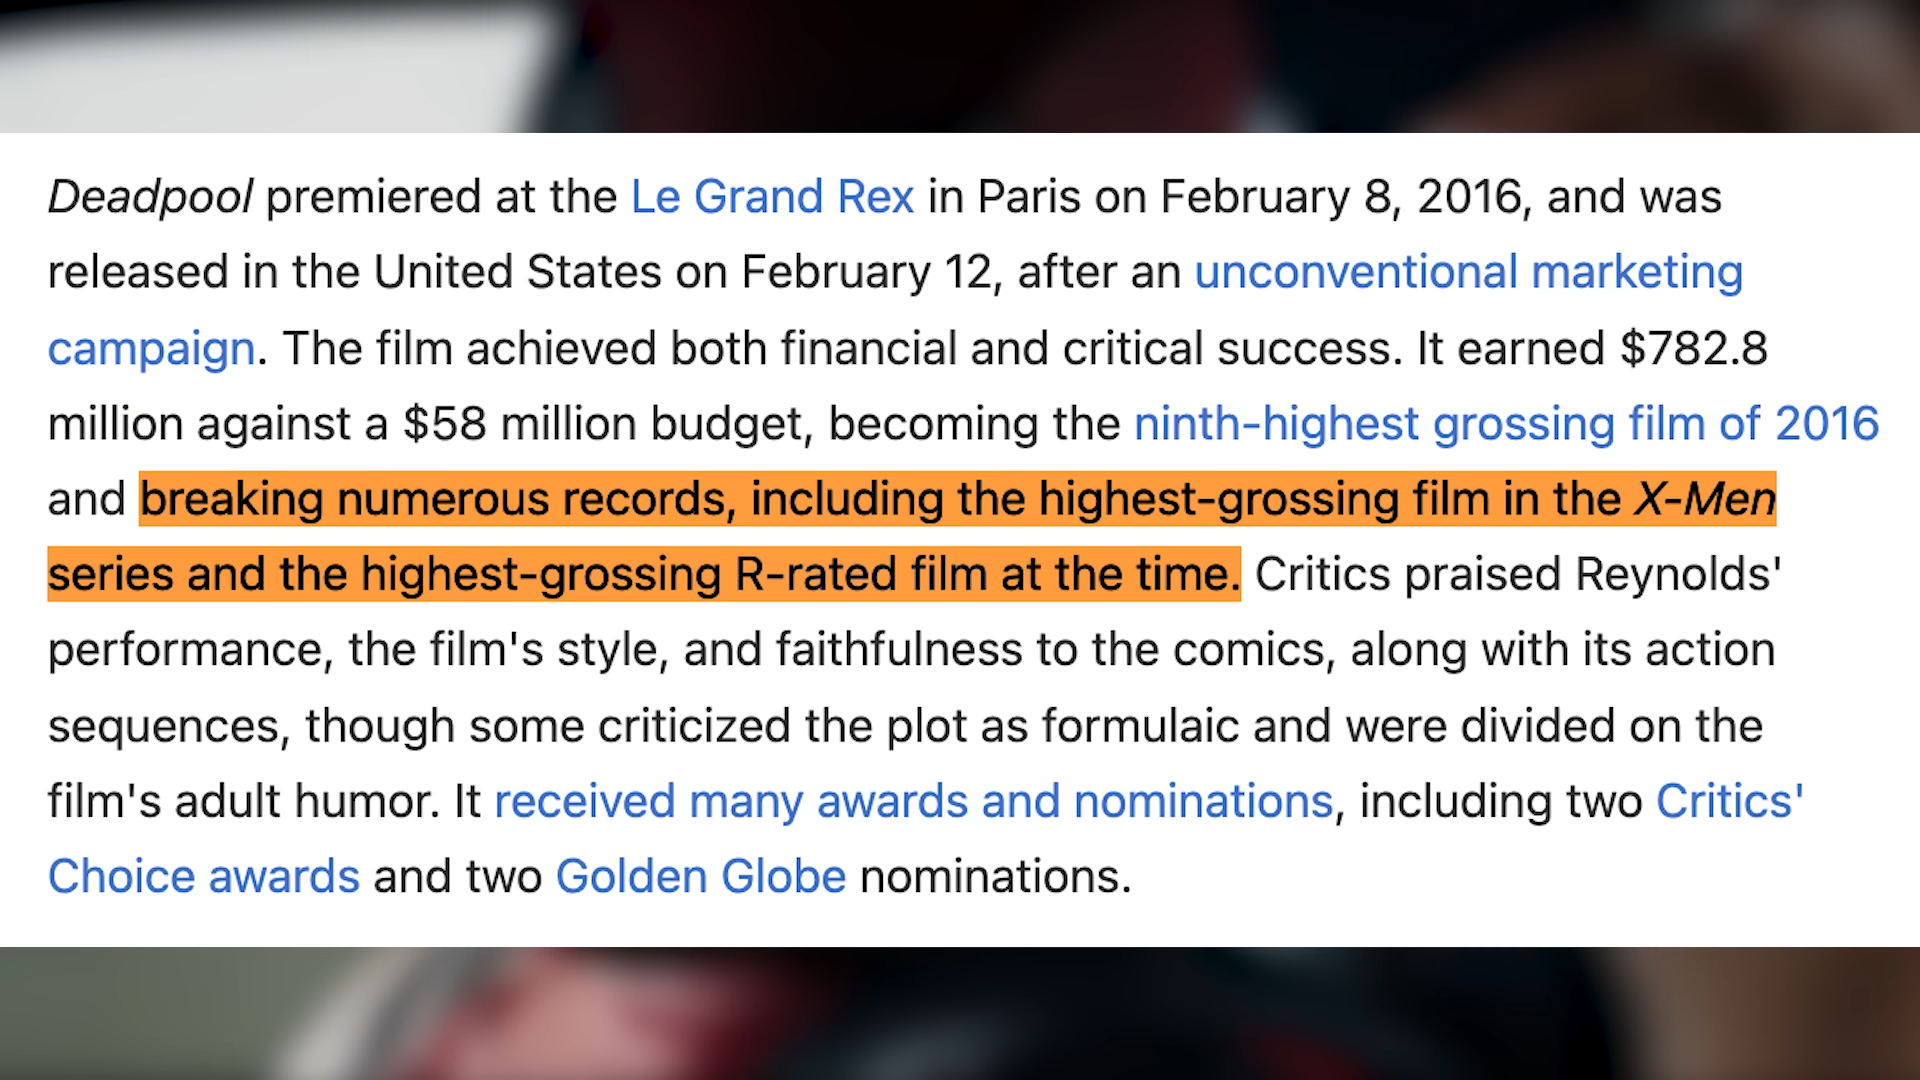 Deadpool premiered at the Le Grand Rex in Paris on February 8, 2016, and was
released in the United States on February 12, after an unconventional marketing
campaign. The film achieved both financial and critical success. It earned $782.8
million against a $58 million budget, becoming the ninth-highest grossing film of 2016
and breaking numerous records, including the highest-grossing film in the X-Men
series and the highest-grossing R-rated film at the time. Critics praised Reynolds'
performance, the film's style, and faithfulness to the comics, along with its action
sequences, though some criticized the plot as formulaic and were divided on the
film's adult humor. It received many awards and nominations, including two Critics'
Choice awards and two Golden Globe nominations.